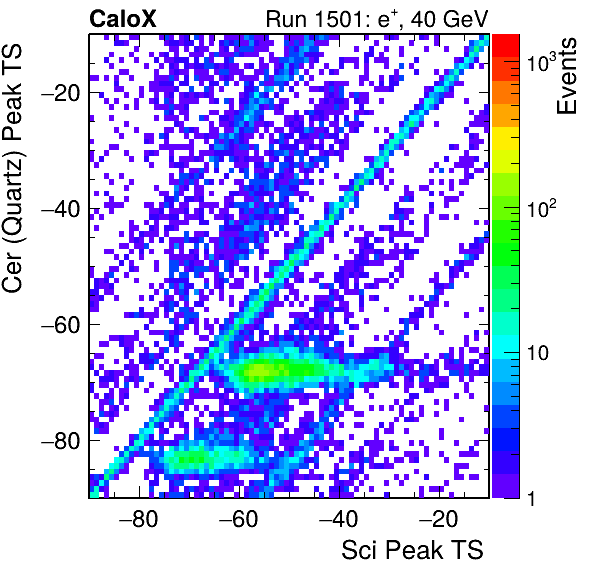 CaloX Run 1501: e⁺, 40 GeV
Cer (Quartz) Peak TS
−20
−40
−60
−80
−80 −60 −40 −20
Sci Peak TS
Events
10³
10²
10
1